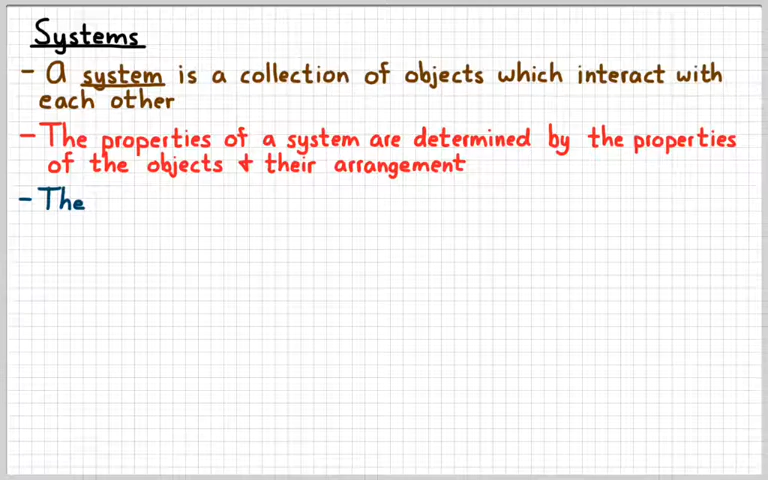 Systems
- A system is a collection of objects which interact with
each other
- The properties of a system are determined by the properties
of the objects & their arrangement
- The